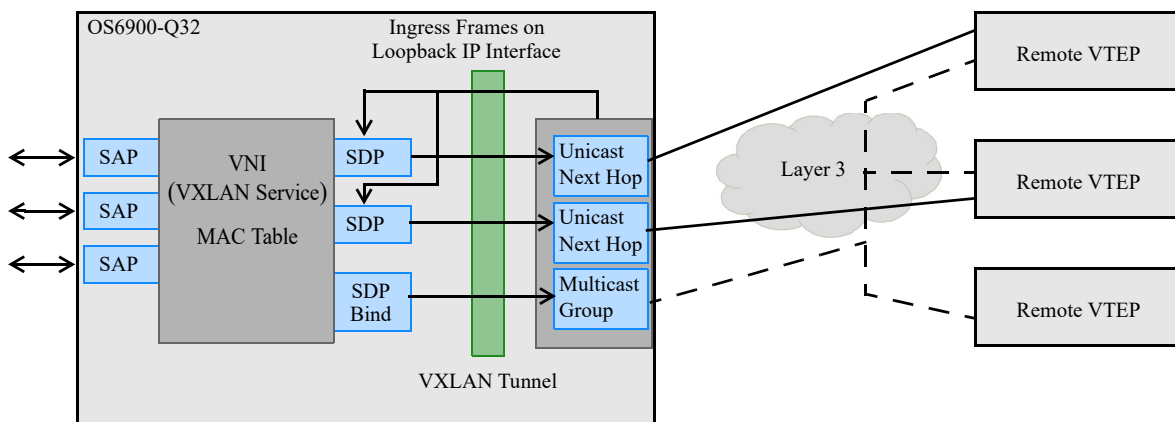 OS6900-Q32
Ingress Frames on
Loopback IP Interface
Remote VTEP
SAP
VNI
(VXLAN Service)
MAC Table
SDP
Unicast
Next Hop
Layer 3
Remote VTEP
SAP
SDP
Unicast
Next Hop
SAP
SDP
Bind
Multicast
Group
Remote VTEP
VXLAN Tunnel